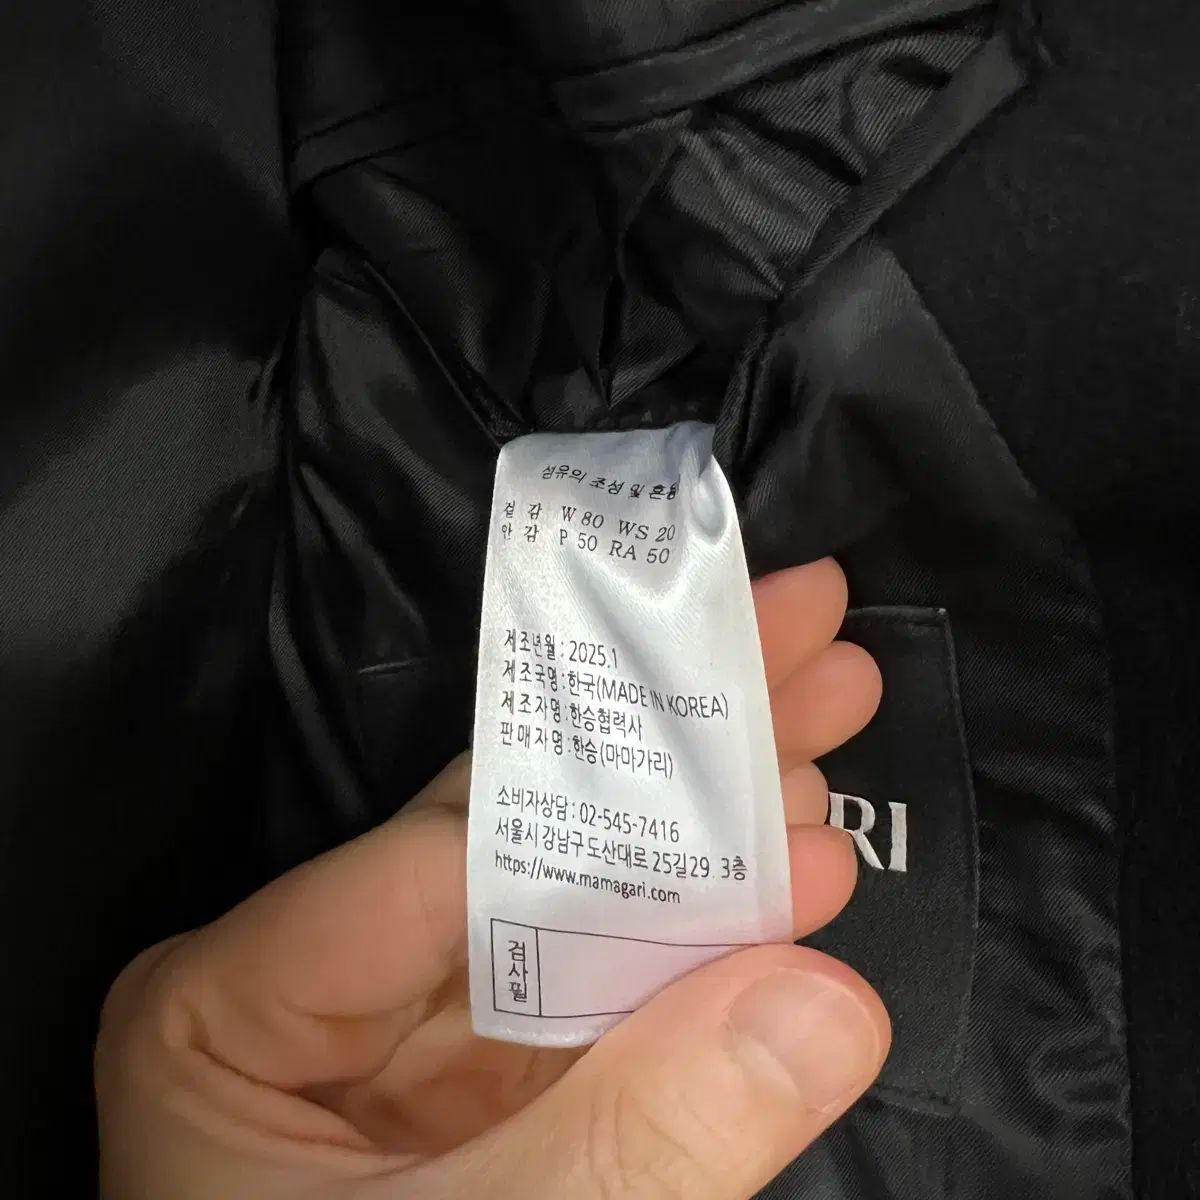 섬유의 조성 및 혼용
겉 감 W 80 WS 20
안 감 P 50 RA 50
제조년월 : 2025.1
제조국명 : 한국(MADE IN KOREA)
제조자명 : 한승협력사
판매자명 : 한승(마마가리)
소비자상담 : 02-545-7416
서울시 강남구 도산대로 25길29. 3층
https://www.mamagari.com
검사필
RI